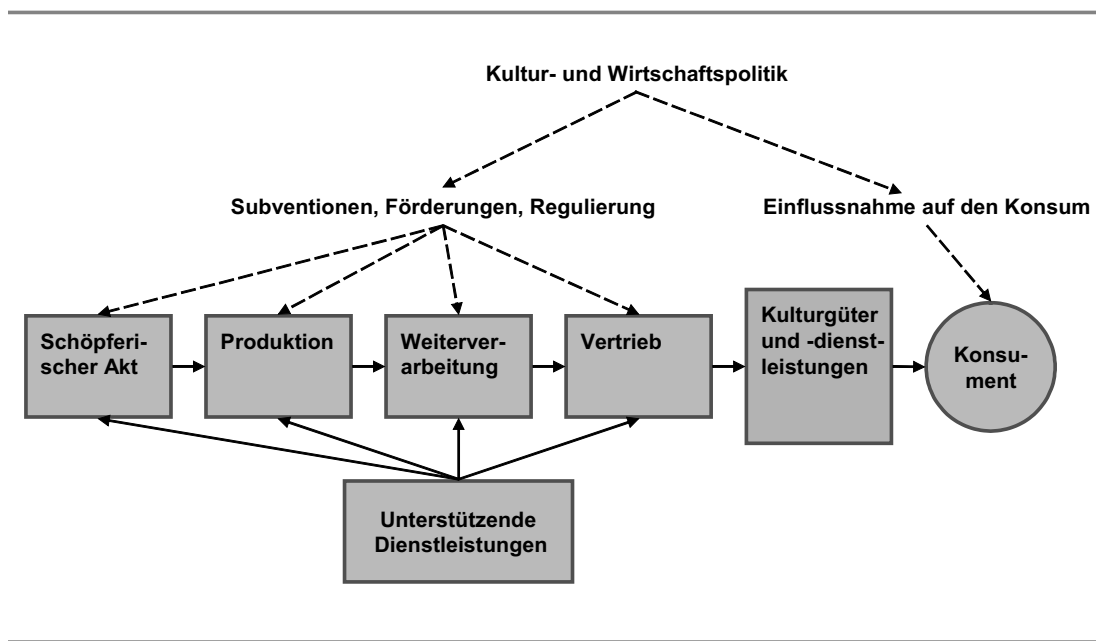 Kultur- und Wirtschaftspolitik
Subventionen, Förderungen, Regulierung
Einflussnahme auf den Konsum
Schöpferi-
scher Akt
Produktion
Weiterver-
arbeitung
Vertrieb
Kulturgüter
und -dienst-
leistungen
Konsu-
ment
Unterstützende
Dienstleistungen